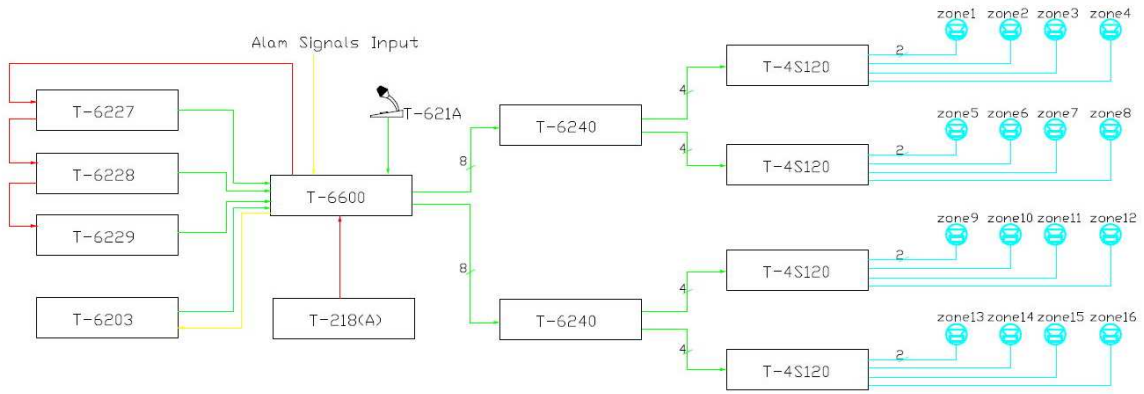 zone1 zone2 zone3 zone4
Alam Signals Input
2
T-4S120
T-6227
4
T-621A
T-6240
zone5 zone6 zone7 zone8
8
4
2
T-4S120
T-6228
T-6600
T-6229
zone9 zone10 zone11 zone12
2
8
T-4S120
4
T-6203
T-218(A)
T-6240
zone13 zone14 zone15 zone16
4
2
T-4S120